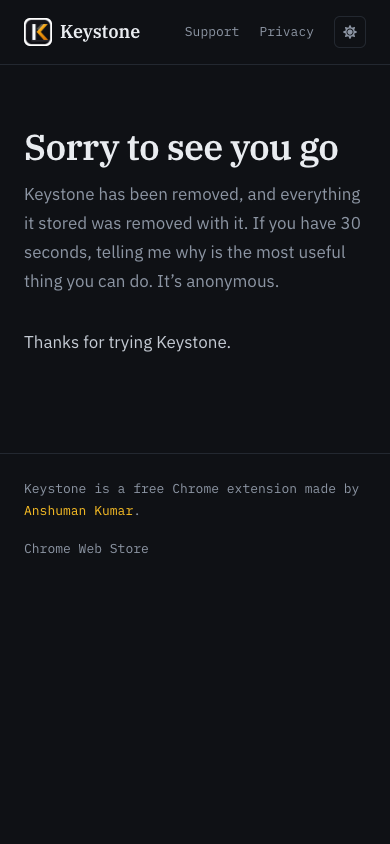 Keystone
Support
Privacy
Sorry to see you go
Keystone has been removed, and everything
it stored was removed with it. If you have 30
seconds, telling me why is the most useful
thing you can do. It’s anonymous.
Thanks for trying Keystone.
Keystone is a free Chrome extension made by
Anshuman Kumar.
Chrome Web Store